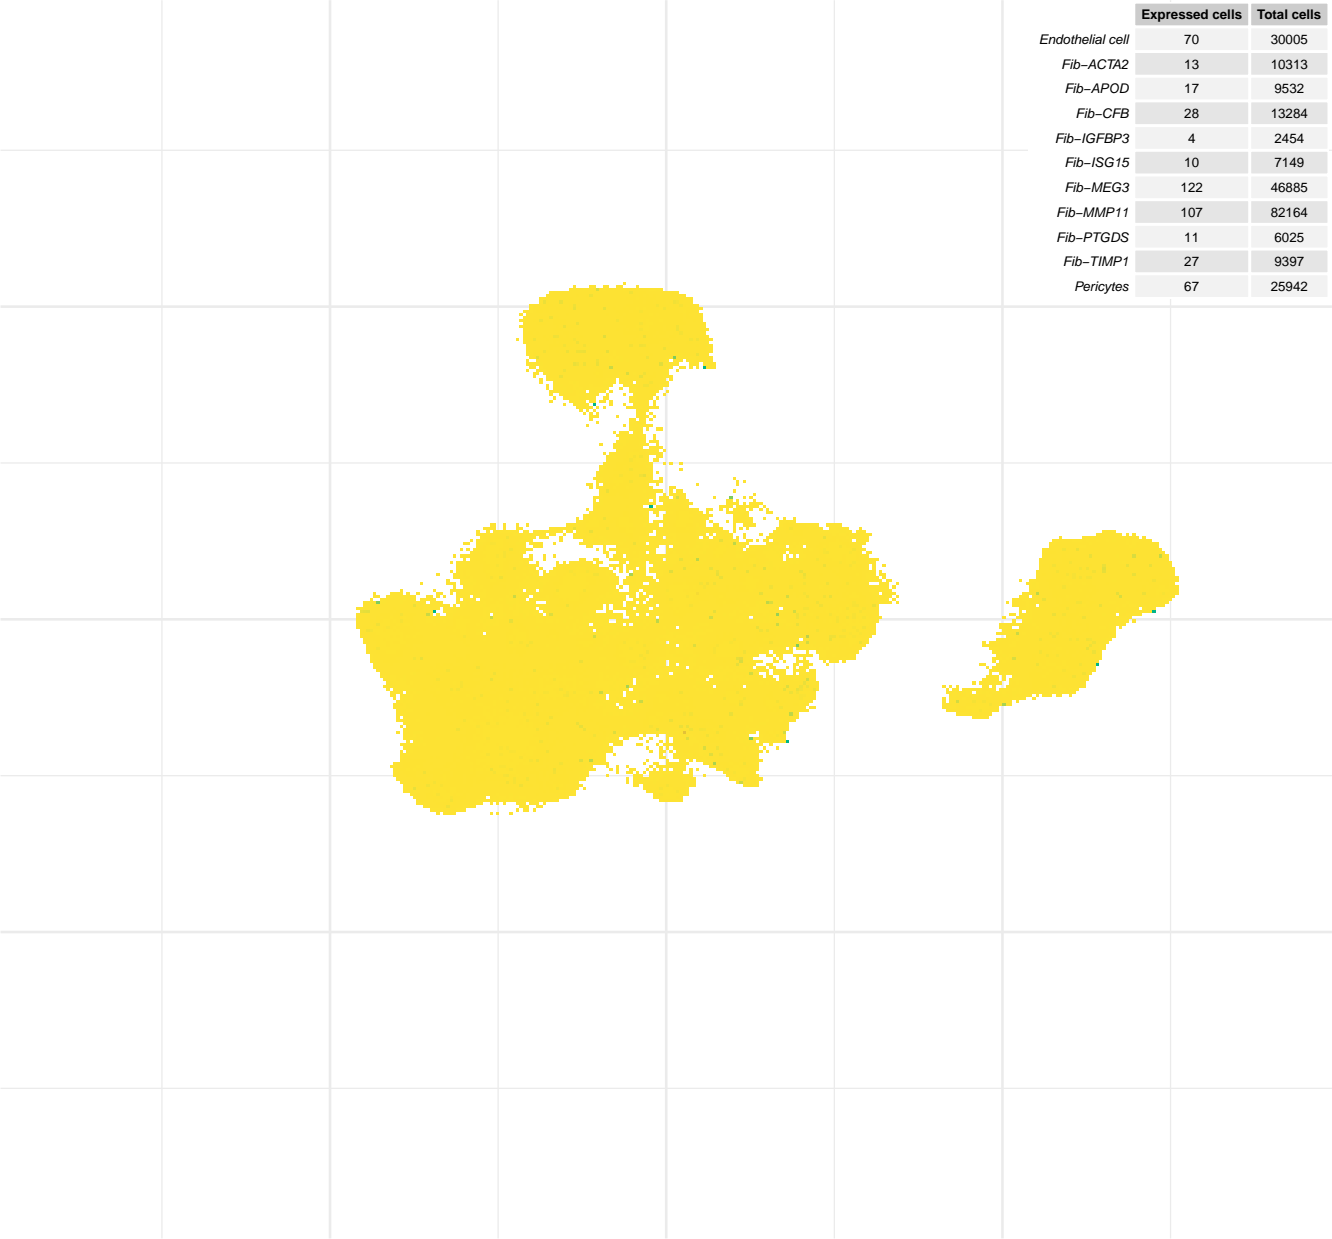 Expressed cells Total cells
Endothelial cell 70 30005
Fib−ACTA2 13 10313
Fib−APOD 17 9532
Fib−CFB 28 13284
Fib−IGFBP3 4 2454
Fib−ISG15 10 7149
Fib−MEG3 122 46885
Fib−MMP11 107 82164
Fib−PTGDS 11 6025
Fib−TIMP1 27 9397
Pericytes 67 25942